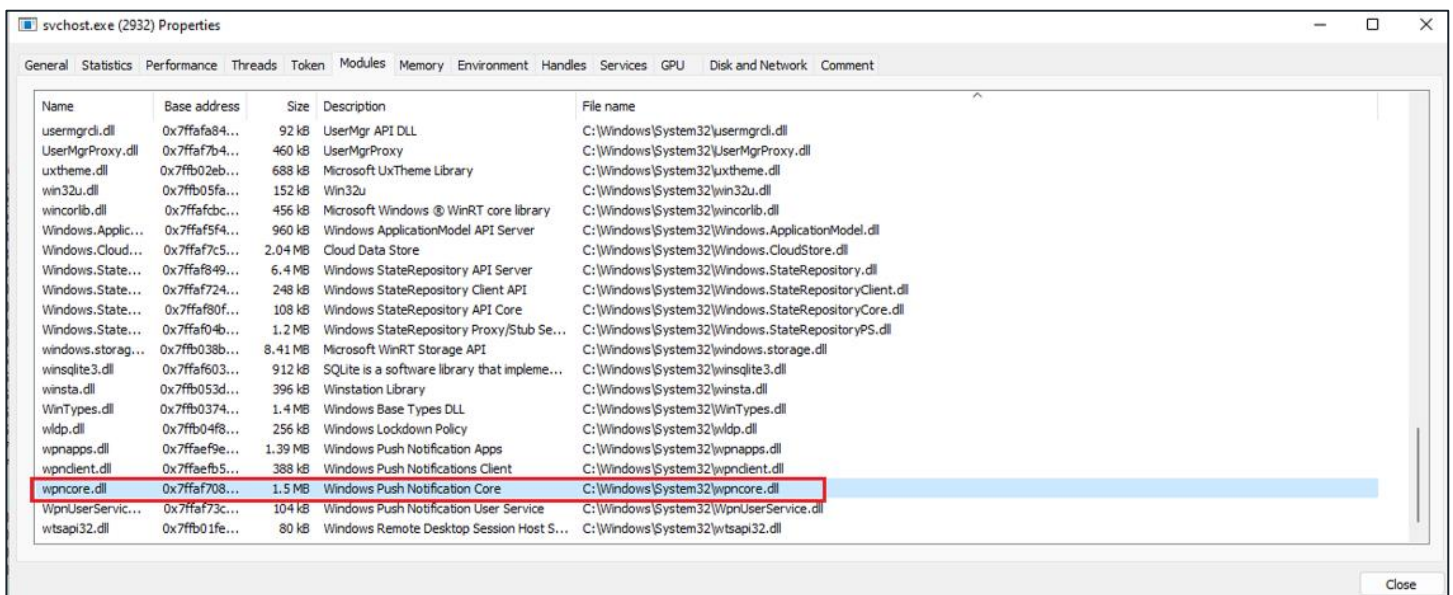 svchost.exe (2932) Properties
General Statistics Performance Threads Token Modules Memory Environment Handles Services GPU Disk and Network Comment
Name Base address Size Description File name
usermgrcli.dll 0x7ffafa84... 92 kB UserMgr API DLL C:\Windows\System32\usermgrcli.dll
UserMgrProxy.dll 0x7ffaf7b4... 460 kB UserMgrProxy C:\Windows\System32\UserMgrProxy.dll
uxtheme.dll 0x7ffb02eb... 688 kB Microsoft UxTheme Library C:\Windows\System32\uxtheme.dll
win32u.dll 0x7ffb05fa... 152 kB Win32u C:\Windows\System32\win32u.dll
wincorlib.dll 0x7ffafcbc... 456 kB Microsoft Windows ® WinRT core library C:\Windows\System32\wincorlib.dll
Windows.Applic... 0x7ffaf5f4... 960 kB Windows ApplicationModel API Server C:\Windows\System32\Windows.ApplicationModel.dll
Windows.Cloud... 0x7ffaf7c5... 2.04 MB Cloud Data Store C:\Windows\System32\Windows.CloudStore.dll
Windows.State... 0x7ffaf849... 6.4 MB Windows StateRepository API Server C:\Windows\System32\Windows.StateRepository.dll
Windows.State... 0x7ffaf724... 248 kB Windows StateRepository Client API C:\Windows\System32\Windows.StateRepositoryClient.dll
Windows.State... 0x7ffaf80f... 108 kB Windows StateRepository API Core C:\Windows\System32\Windows.StateRepositoryCore.dll
Windows.State... 0x7ffaf04b... 1.2 MB Windows StateRepository Proxy/Stub Se... C:\Windows\System32\Windows.StateRepositoryPS.dll
windows.storag... 0x7ffb038b... 8.41 MB Microsoft WinRT Storage API C:\Windows\System32\windows.storage.dll
winsqlite3.dll 0x7ffaf603... 912 kB SQLite is a software library that impleme... C:\Windows\System32\winsqlite3.dll
winsta.dll 0x7ffb053d... 396 kB Winstation Library C:\Windows\System32\winsta.dll
WinTypes.dll 0x7ffb0374... 1.4 MB Windows Base Types DLL C:\Windows\System32\WinTypes.dll
wldp.dll 0x7ffb04f8... 256 kB Windows Lockdown Policy C:\Windows\System32\wldp.dll
wpnapps.dll 0x7ffaef9e... 1.39 MB Windows Push Notification Apps C:\Windows\System32\wpnapps.dll
wpnclient.dll 0x7ffaefb5... 388 kB Windows Push Notifications Client C:\Windows\System32\wpnclient.dll
wpncore.dll 0x7ffaf708... 1.5 MB Windows Push Notification Core C:\Windows\System32\wpncore.dll
WpnUserServic... 0x7ffaf73c... 104 kB Windows Push Notification User Service C:\Windows\System32\WpnUserService.dll
wtsapi32.dll 0x7ffb01fe... 80 kB Windows Remote Desktop Session Host S... C:\Windows\System32\wtsapi32.dll
Close